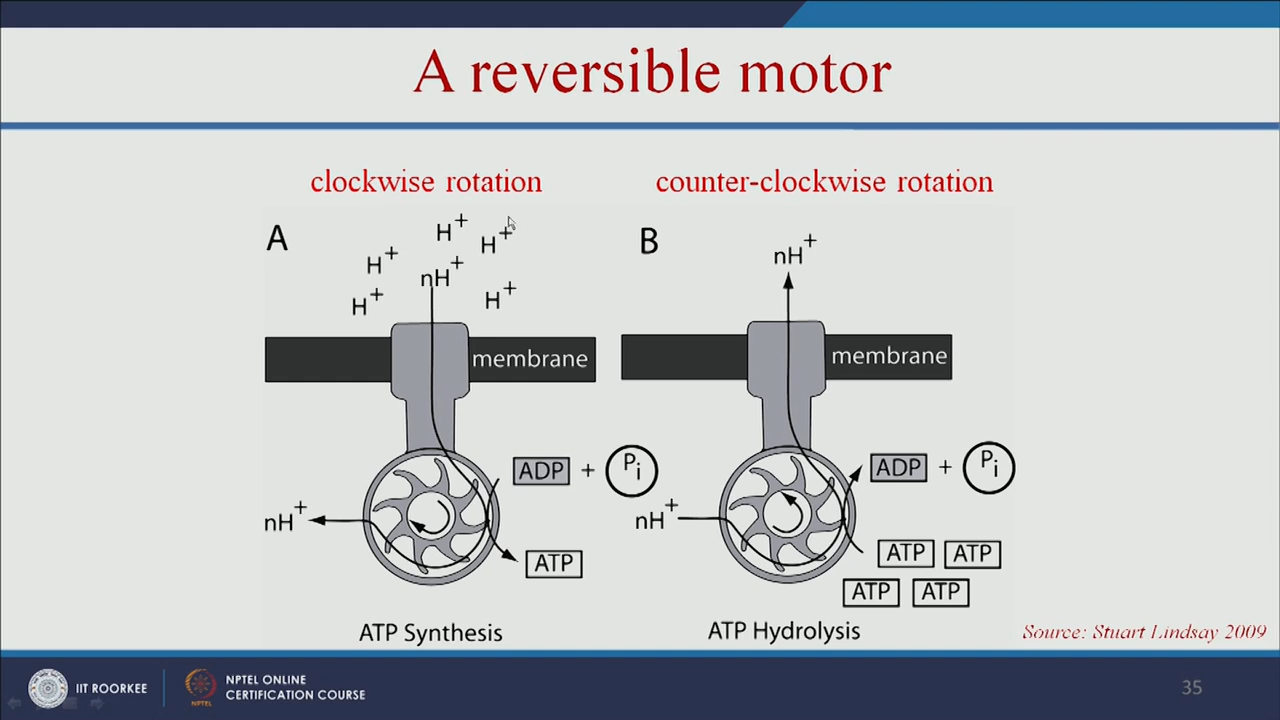 A reversible motor
clockwise rotation
counter-clockwise rotation
A
H+
H+
H+
nH+
H+
H+
membrane
ADP + Pi
nH+
ATP
ATP Synthesis
B
nH+
membrane
ADP + Pi
nH+
ATP ATP
ATP ATP
ATP Hydrolysis
Source: Stuart Lindsay 2009
IIT ROORKEE
NPTEL
NPTEL ONLINE
CERTIFICATION COURSE
35